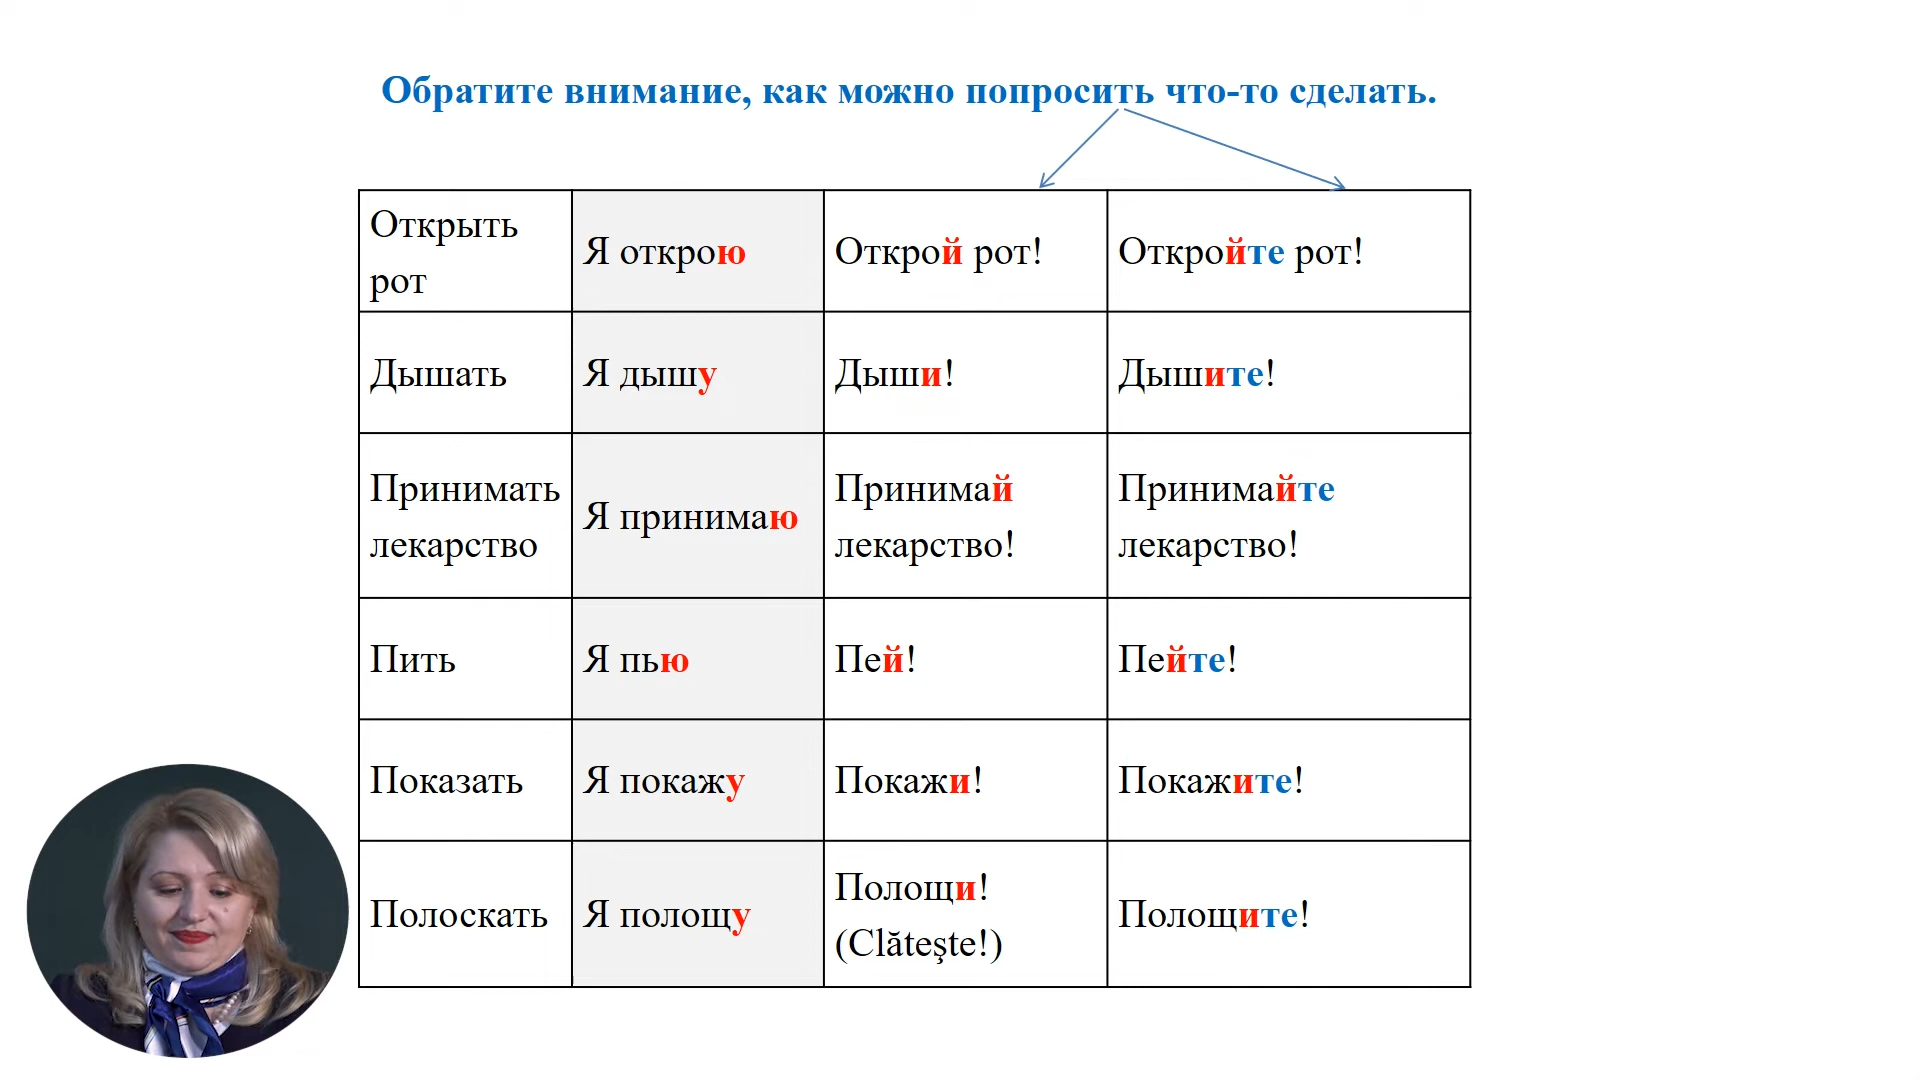 Обратите внимание, как можно попросить что-то сделать.
Открыть
рот
Я открою
Открой рот!
Откройте рот!
Дышать
Я дышу
Дыши!
Дышите!
Принимать
лекарство
Я принимаю
Принимай
лекарство!
Принимайте
лекарство!
Пить
Я пью
Пей!
Пейте!
Показать
Я покажу
Покажи!
Покажите!
Полоскать
Я полощу
Полощи!
(Clăteşte!)
Полощите!